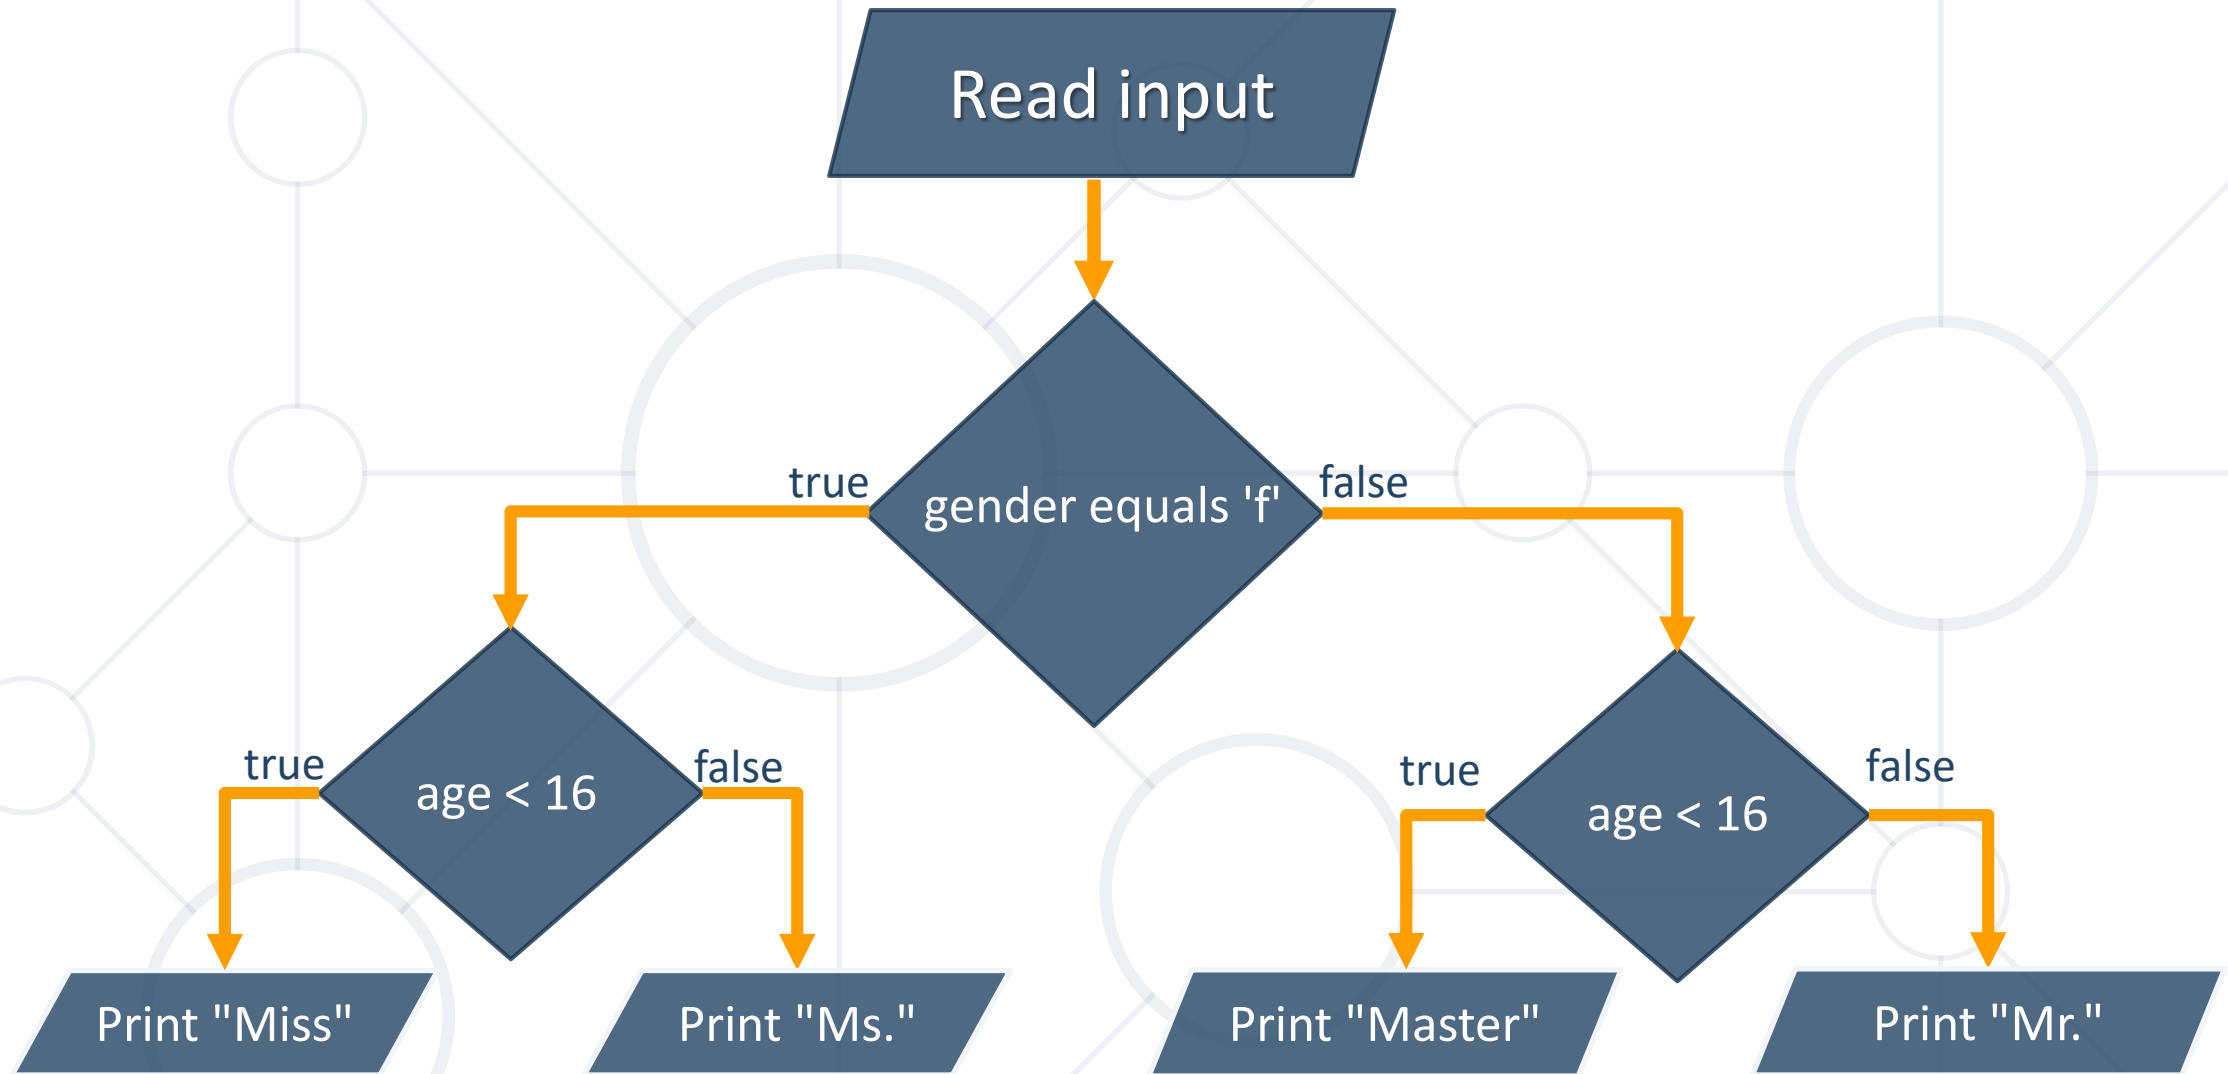 Read input
true
gender equals 'f'
false
true
age < 16
false
true
age < 16
false
Print "Miss"
Print "Ms."
Print "Master"
Print "Mr."